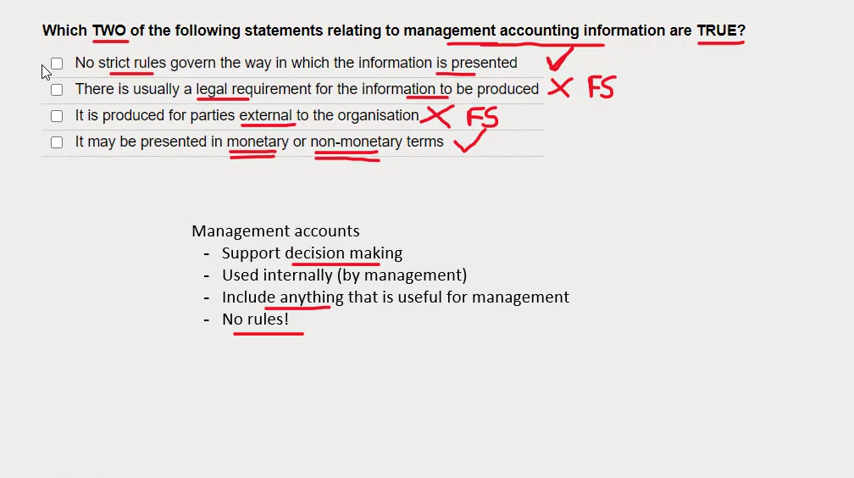 Which TWO of the following statements relating to management accounting information are TRUE?
No strict rules govern the way in which the information is presented
There is usually a legal requirement for the information to be produced X FS
It is produced for parties external to the organisation X FS
It may be presented in monetary or non-monetary terms
Management accounts
- Support decision making
- Used internally (by management)
- Include anything that is useful for management
- No rules!